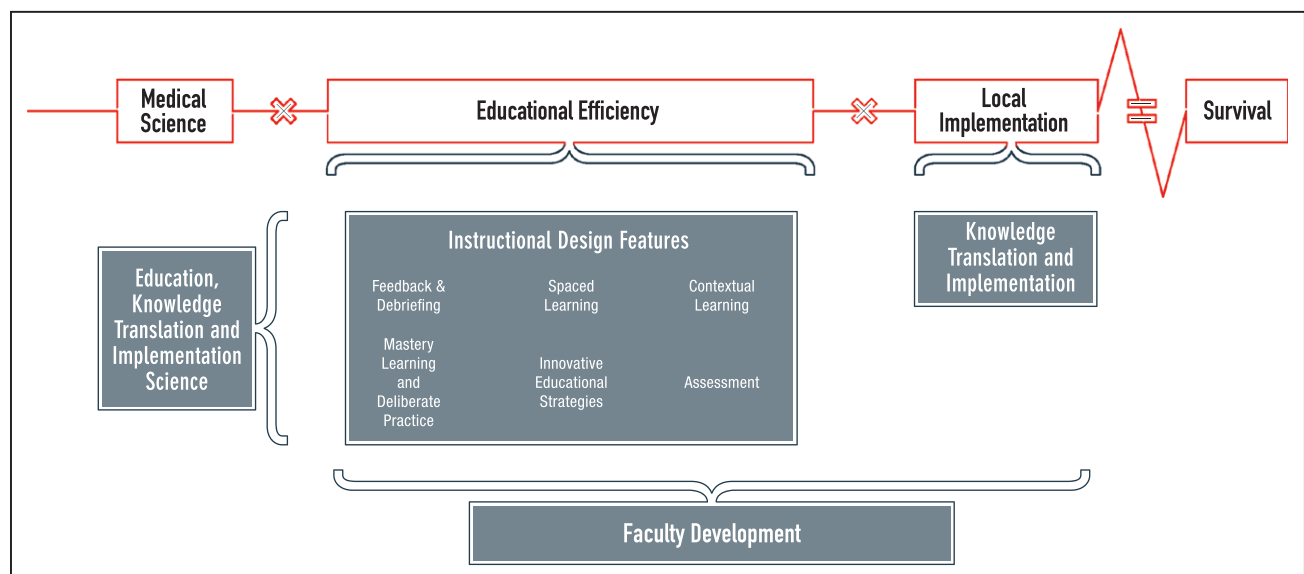 Medical
Science
Educational Efficiency
Local
Implementation
Survival
Education,
Knowledge
Translation and
Implementation
Science
Instructional Design Features
Feedback &
Debriefing
Spaced
Learning
Contextual
Learning
Mastery
Learning
and
Deliberate
Practice
Innovative
Educational
Strategies
Assessment
Knowledge
Translation and
Implementation
Faculty Development